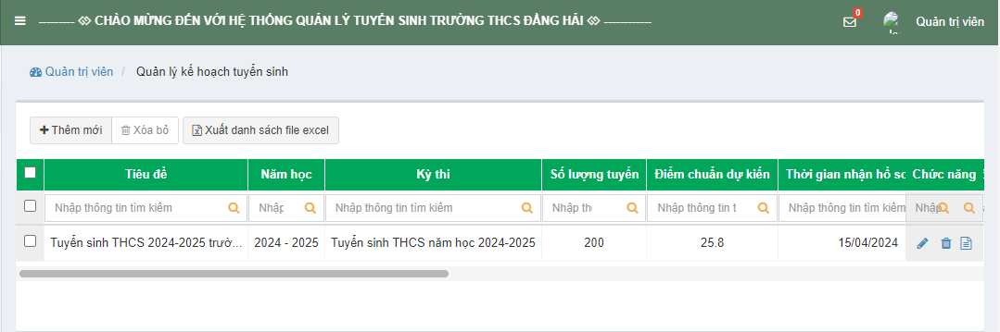 --------- CHÀO MỪNG ĐẾN VỚI HỆ THỐNG QUẢN LÝ TUYỂN SINH TRƯỜNG THCS ĐẰNG HẢI ------------
0
Quản trị viên
Quản trị viên / Quản lý kế hoạch tuyển sinh
Thêm mới Xóa bỏ Xuất danh sách file excel
Tiêu đề Năm học Kỳ thi Số lượng tuyển Điểm chuẩn dự kiến Thời gian nhận hồ sơ Chức năng
Nhập thông tin tìm kiếm Nhập Nhập thông tin tìm kiếm Nhập Nhập thông tin Nhập thông tin tìm kiếm Nhập
Tuyển sinh THCS 2024-2025 trườ... 2024 - 2025 Tuyển sinh THCS năm học 2024-2025 200 25.8 15/04/2024